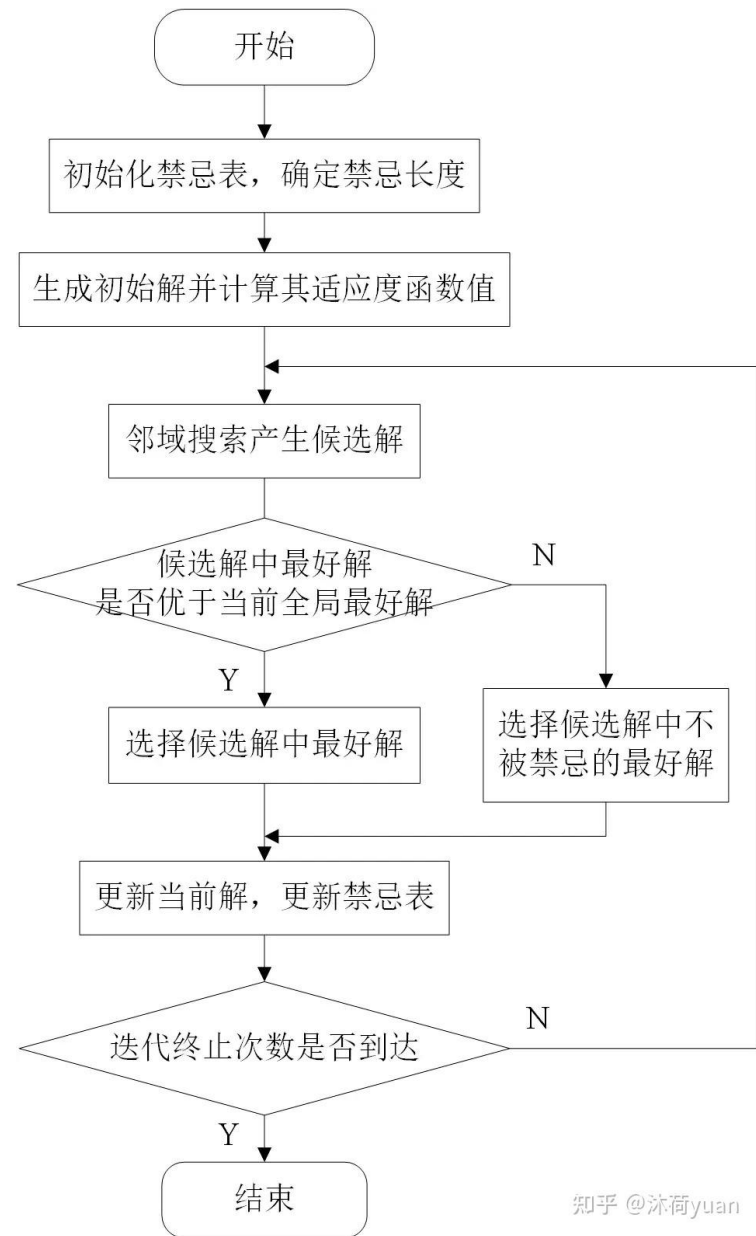 开始
初始化禁忌表，确定禁忌长度
生成初始解并计算其适应度函数值
邻域搜索产生候选解
候选解中最好解
是否优于当前全局最好解
N
Y
选择候选解中最好解
选择候选解中不
被禁忌的最好解
更新当前解，更新禁忌表
迭代终止次数是否到达
N
Y
结束
知乎 @沐荷yuan